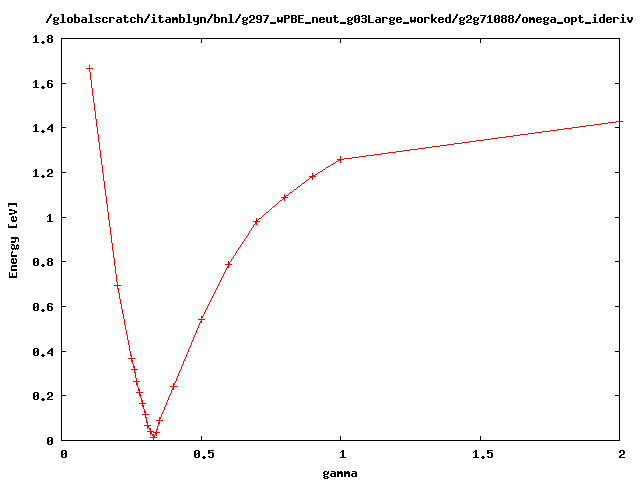 /globalscratch/itamblyn/bnl/g297_wPBE_neut_g03Large_worked/g2g71088/omega_opt_ideriv
1.8
1.6
1.4
1.2
1
0.8
0.6
0.4
0.2
0
Energy [eV]
0 0.5 1 1.5 2
gamma